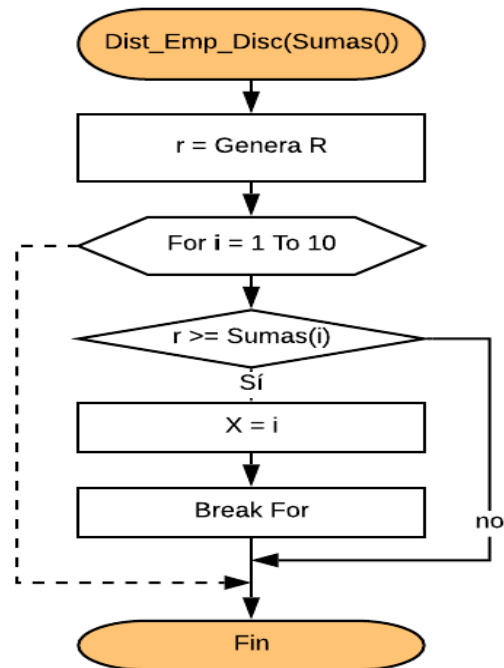 Dist_Emp_Disc(Sumas())
r = Genera R
For i = 1 To 10
r >= Sumas(i)
Sí
X = i
Break For
no
Fin